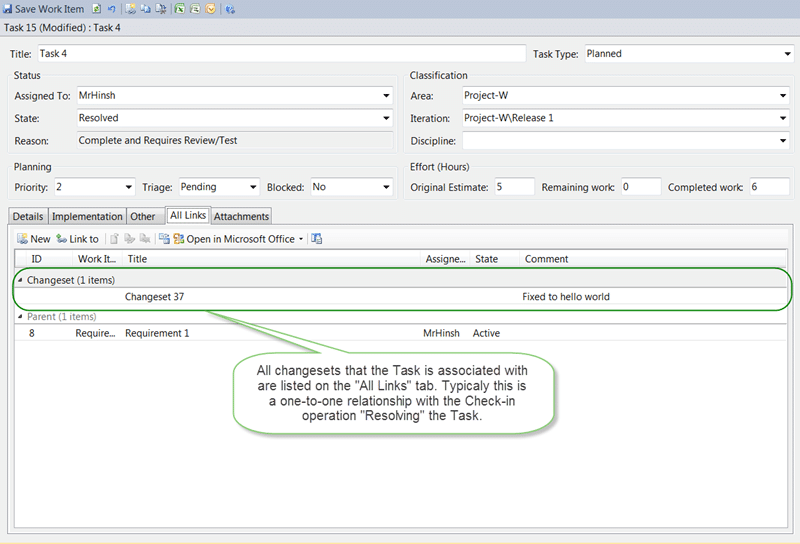 Save Work Item
Task 15 (Modified) : Task 4
Title: Task 4 Task Type: Planned
Status Classification
Assigned To: MrHinsh Area: Project-W
State: Resolved Iteration: Project-W\Release 1
Reason: Complete and Requires Review/Test Discipline:
Planning Effort (Hours)
Priority: 2 Triage: Pending Blocked: No Original Estimate: 5 Remaining work: 0 Completed work: 6
Details Implementation Other All Links Attachments
New Link to Open in Microsoft Office
ID Work It... Title Assigne... State Comment
Changeset (1 items)
Changeset 37 Fixed to hello world
Parent (1 items)
8 Require... Requirement 1 MrHinsh Active
All changesets that the Task is associated with
are listed on the "All Links" tab. Typicaly this is
a one-to-one relationship with the Check-in
operation "Resolving" the Task.